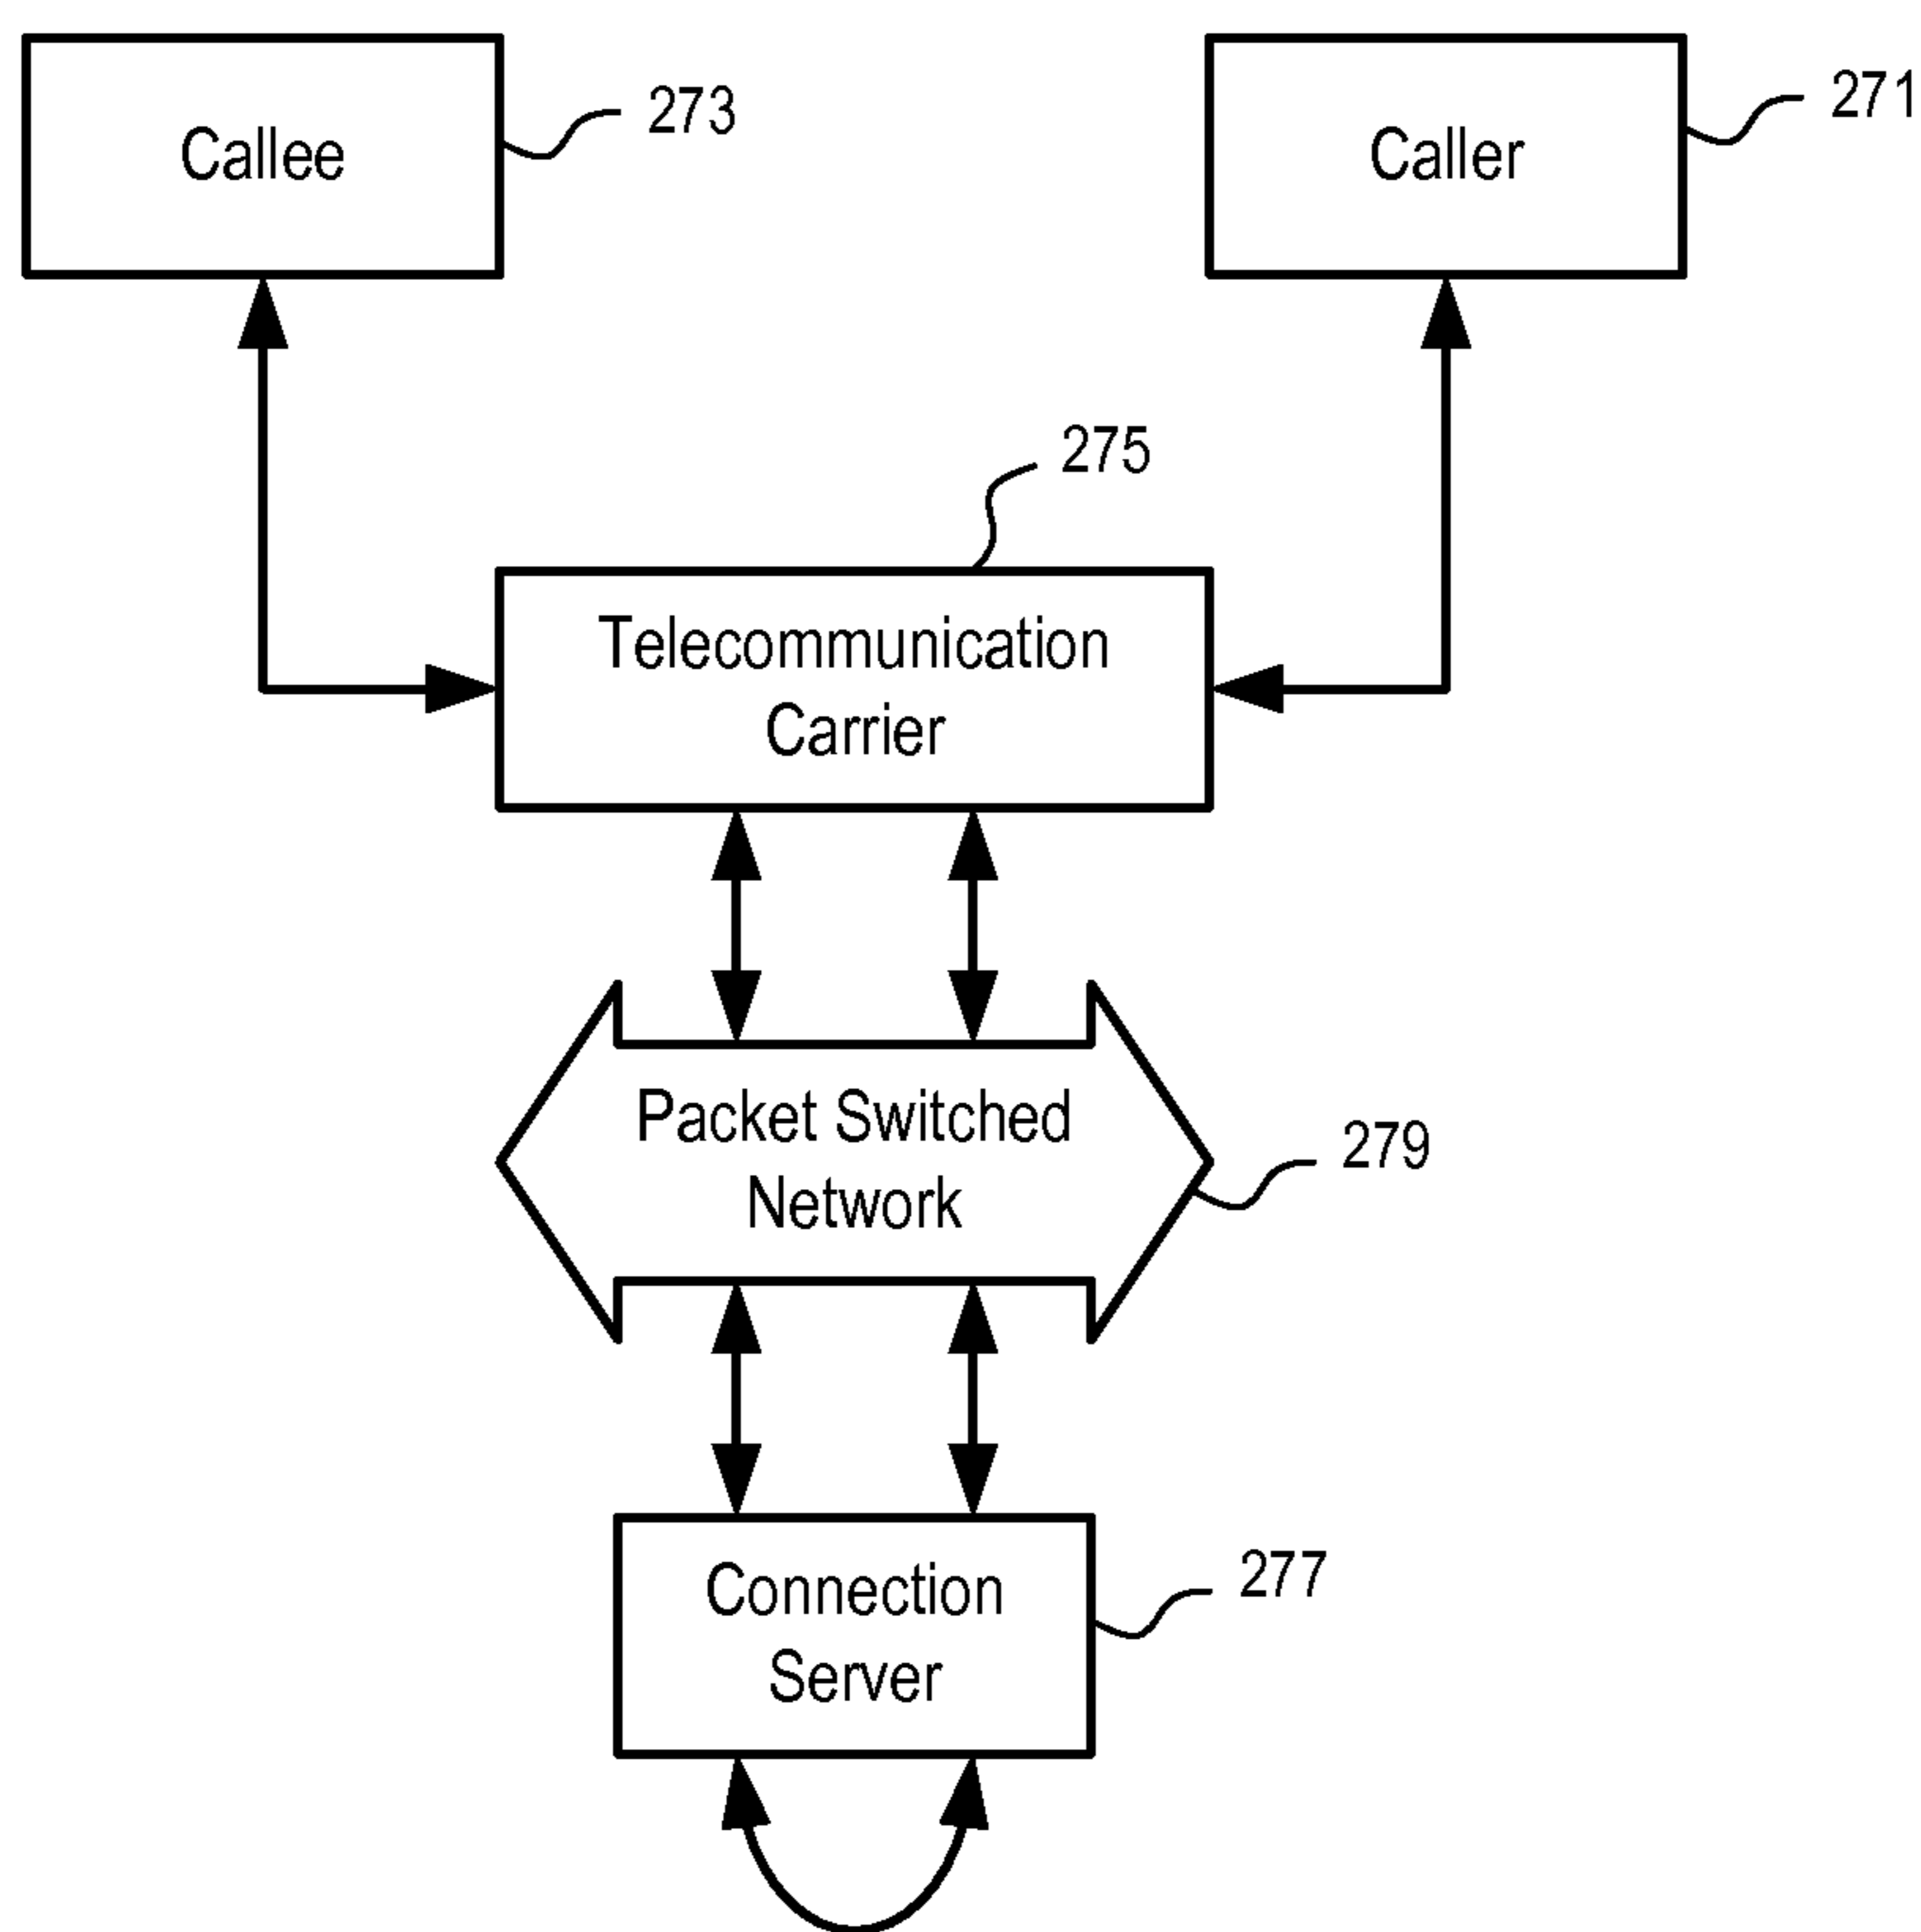 Callee
273
Caller
271
275
Telecommunication
Carrier
Packet Switched
Network
279
Connection
Server
277